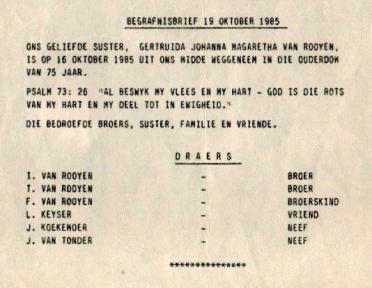 BEGRAFNISBRIEF 19 OKTOBER 1985
ONS GELIEFDE SUSTER, GERTRUIDA JOHANNA MAGARETHA VAN ROOYEN,
IS OP 16 OKTOBER 1985 UIT ONS MIDDE WEGGENEEM IN DIE OUDERDOM
VAN 75 JAAR.
PSALM 73: 26 "AL BESWYK MY VLEES EN MY HART - GOD IS DIE ROTS
VAN MY HART EN MY DEEL TOT IN EWIGHEID."
DIE BEDROEFDE BROERS, SUSTER, FAMILIE EN VRIENDE.
DRAERS
I. VAN ROOYEN - BROER
T. VAN ROOYEN - BROER
F. VAN ROOYEN - BROERSKIND
L. KEYSER - VRIEND
J. KOEKEMOER - NEEF
J. VAN TONDER - NEEF
***************